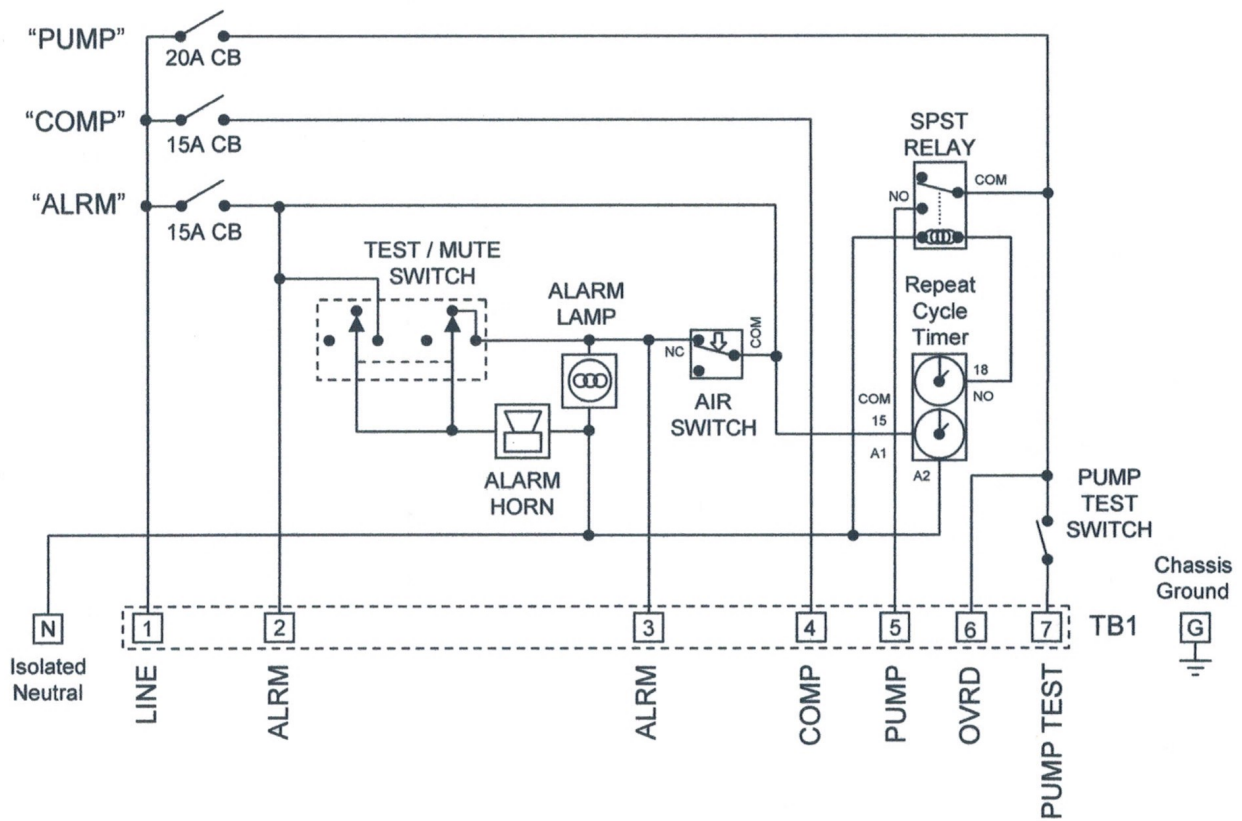 “PUMP”
20A CB
“COMP”
15A CB
“ALRM”
15A CB
SPST
RELAY
COM
NO
TEST / MUTE
SWITCH
ALARM
LAMP
NC
COM
AIR
SWITCH
Repeat
Cycle
Timer
18
NO
COM
15
A1
A2
ALARM
HORN
PUMP
TEST
SWITCH
Chassis
Ground
N
1
2
3
4
5
6
7
TB1
G
Isolated
Neutral
LINE
ALRM
ALRM
COMP
PUMP
OVRD
PUMP TEST